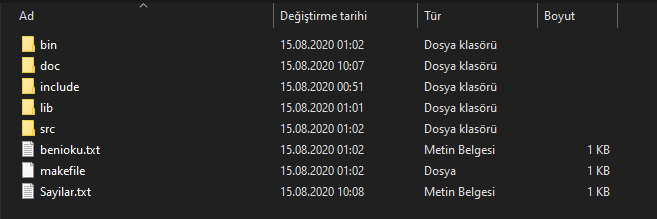 Ad Değiştirme tarihi Tür Boyut
bin 15.08.2020 01:02 Dosya klasörü
doc 15.08.2020 10:07 Dosya klasörü
include 15.08.2020 00:51 Dosya klasörü
lib 15.08.2020 01:01 Dosya klasörü
src 15.08.2020 01:02 Dosya klasörü
benioku.txt 15.08.2020 01:02 Metin Belgesi 1 KB
makefile 15.08.2020 01:02 Dosya 1 KB
Sayilar.txt 15.08.2020 10:08 Metin Belgesi 1 KB